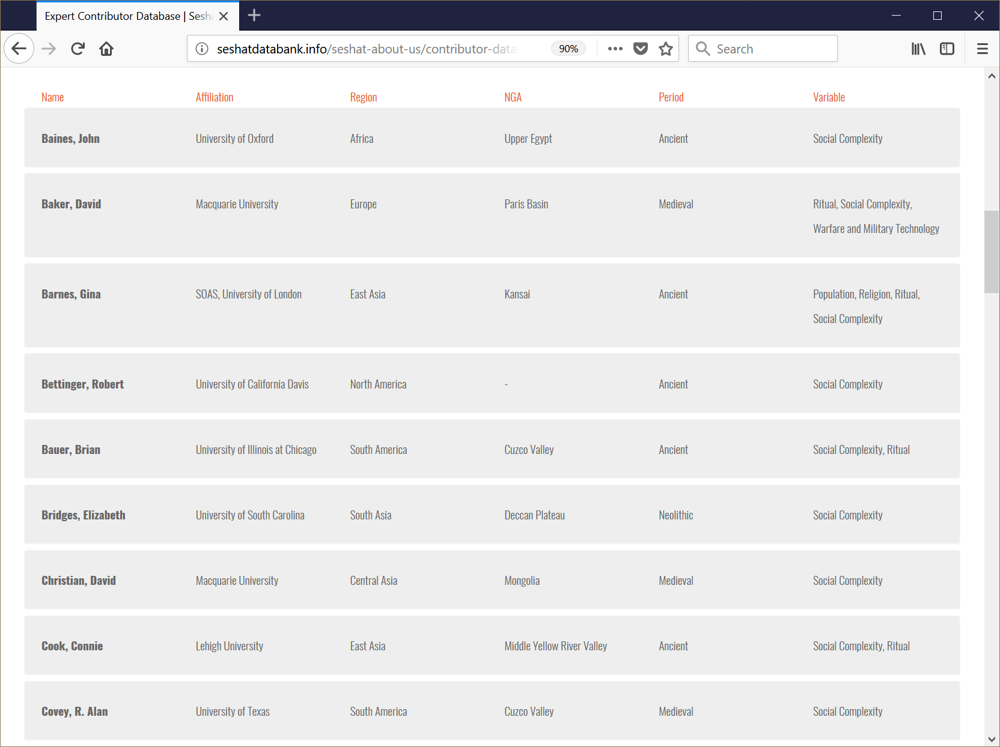 Expert Contributor Database | Sesha
seshatdatabank.info/seshat-about-us/contributor-data
90%
Search
Name Affiliation Region NGA Period Variable
Baines, John University of Oxford Africa Upper Egypt Ancient Social Complexity
Baker, David Macquarie University Europe Paris Basin Medieval Ritual, Social Complexity,
Warfare and Military Technology
Barnes, Gina SOAS, University of London East Asia Kansai Ancient Population, Religion, Ritual,
Social Complexity
Bettinger, Robert University of California Davis North America - Ancient Social Complexity
Bauer, Brian University of Illinois at Chicago South America Cuzco Valley Ancient Social Complexity, Ritual
Bridges, Elizabeth University of South Carolina South Asia Deccan Plateau Neolithic Social Complexity
Christian, David Macquarie University Central Asia Mongolia Medieval Social Complexity
Cook, Connie Lehigh University East Asia Middle Yellow River Valley Ancient Social Complexity, Ritual
Covey, R. Alan University of Texas South America Cuzco Valley Medieval Social Complexity